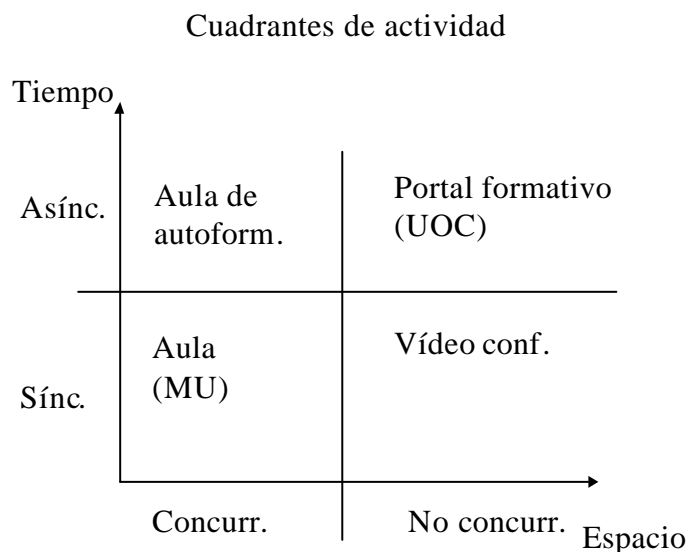 Cuadrantes de actividad
Tiempo
Asínc.
Aula de
autoform.
Portal formativo
(UOC)
Sínc.
Aula
(MU)
Vídeo conf.
Concurr.
No concurr.
Espacio